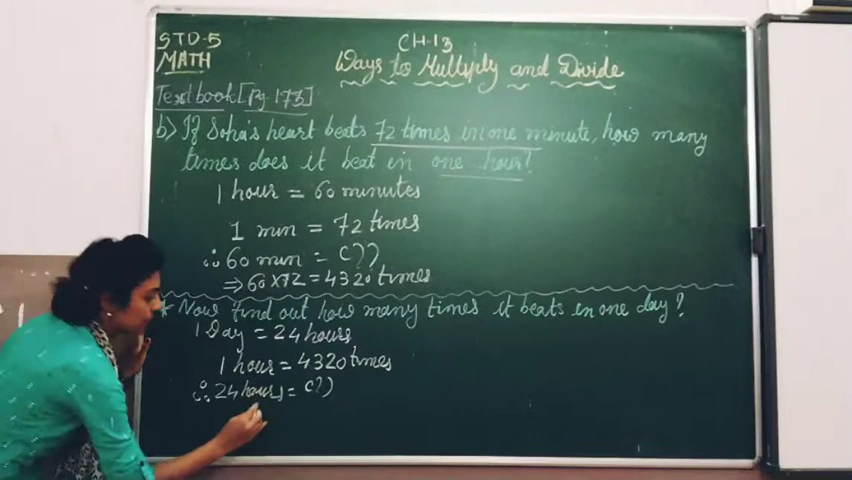 STD-5
CH-13
MATH
Ways to Multiply and Divide
Textbook [Pg-173]
b) If Soha's heart beats 72 times in one minute, how many
times does it beat in one hour?
1 hour = 60 minutes
1 min = 72 times
∴ 60 min = (??)
⇒ 60 x 72 = 4320 times
* Now find out how many times it beats in one day?
1 Day = 24 hours
1 hour = 4320 times
∴ 24 hours = (?)